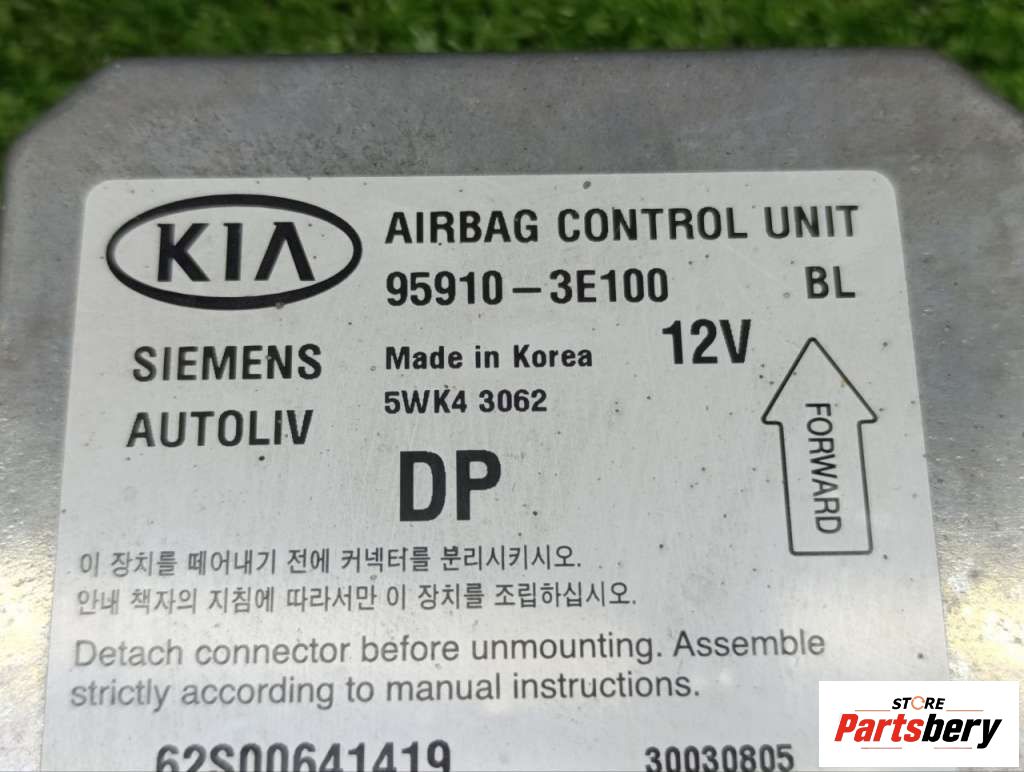 KIA AIRBAG CONTROL UNIT
95910-3E100 BL
SIEMENS Made in Korea 12V
AUTOLIV 5WK4 3062
DP
FORWARD
이 장치를 떼어내기 전에 커넥터를 분리시키시오.
안내 책자의 지침에 따라서만 이 장치를 조립하십시오.
Detach connector before unmounting. Assemble
strictly according to manual instructions.
62S00641419 30030805
STORE
Partsbery